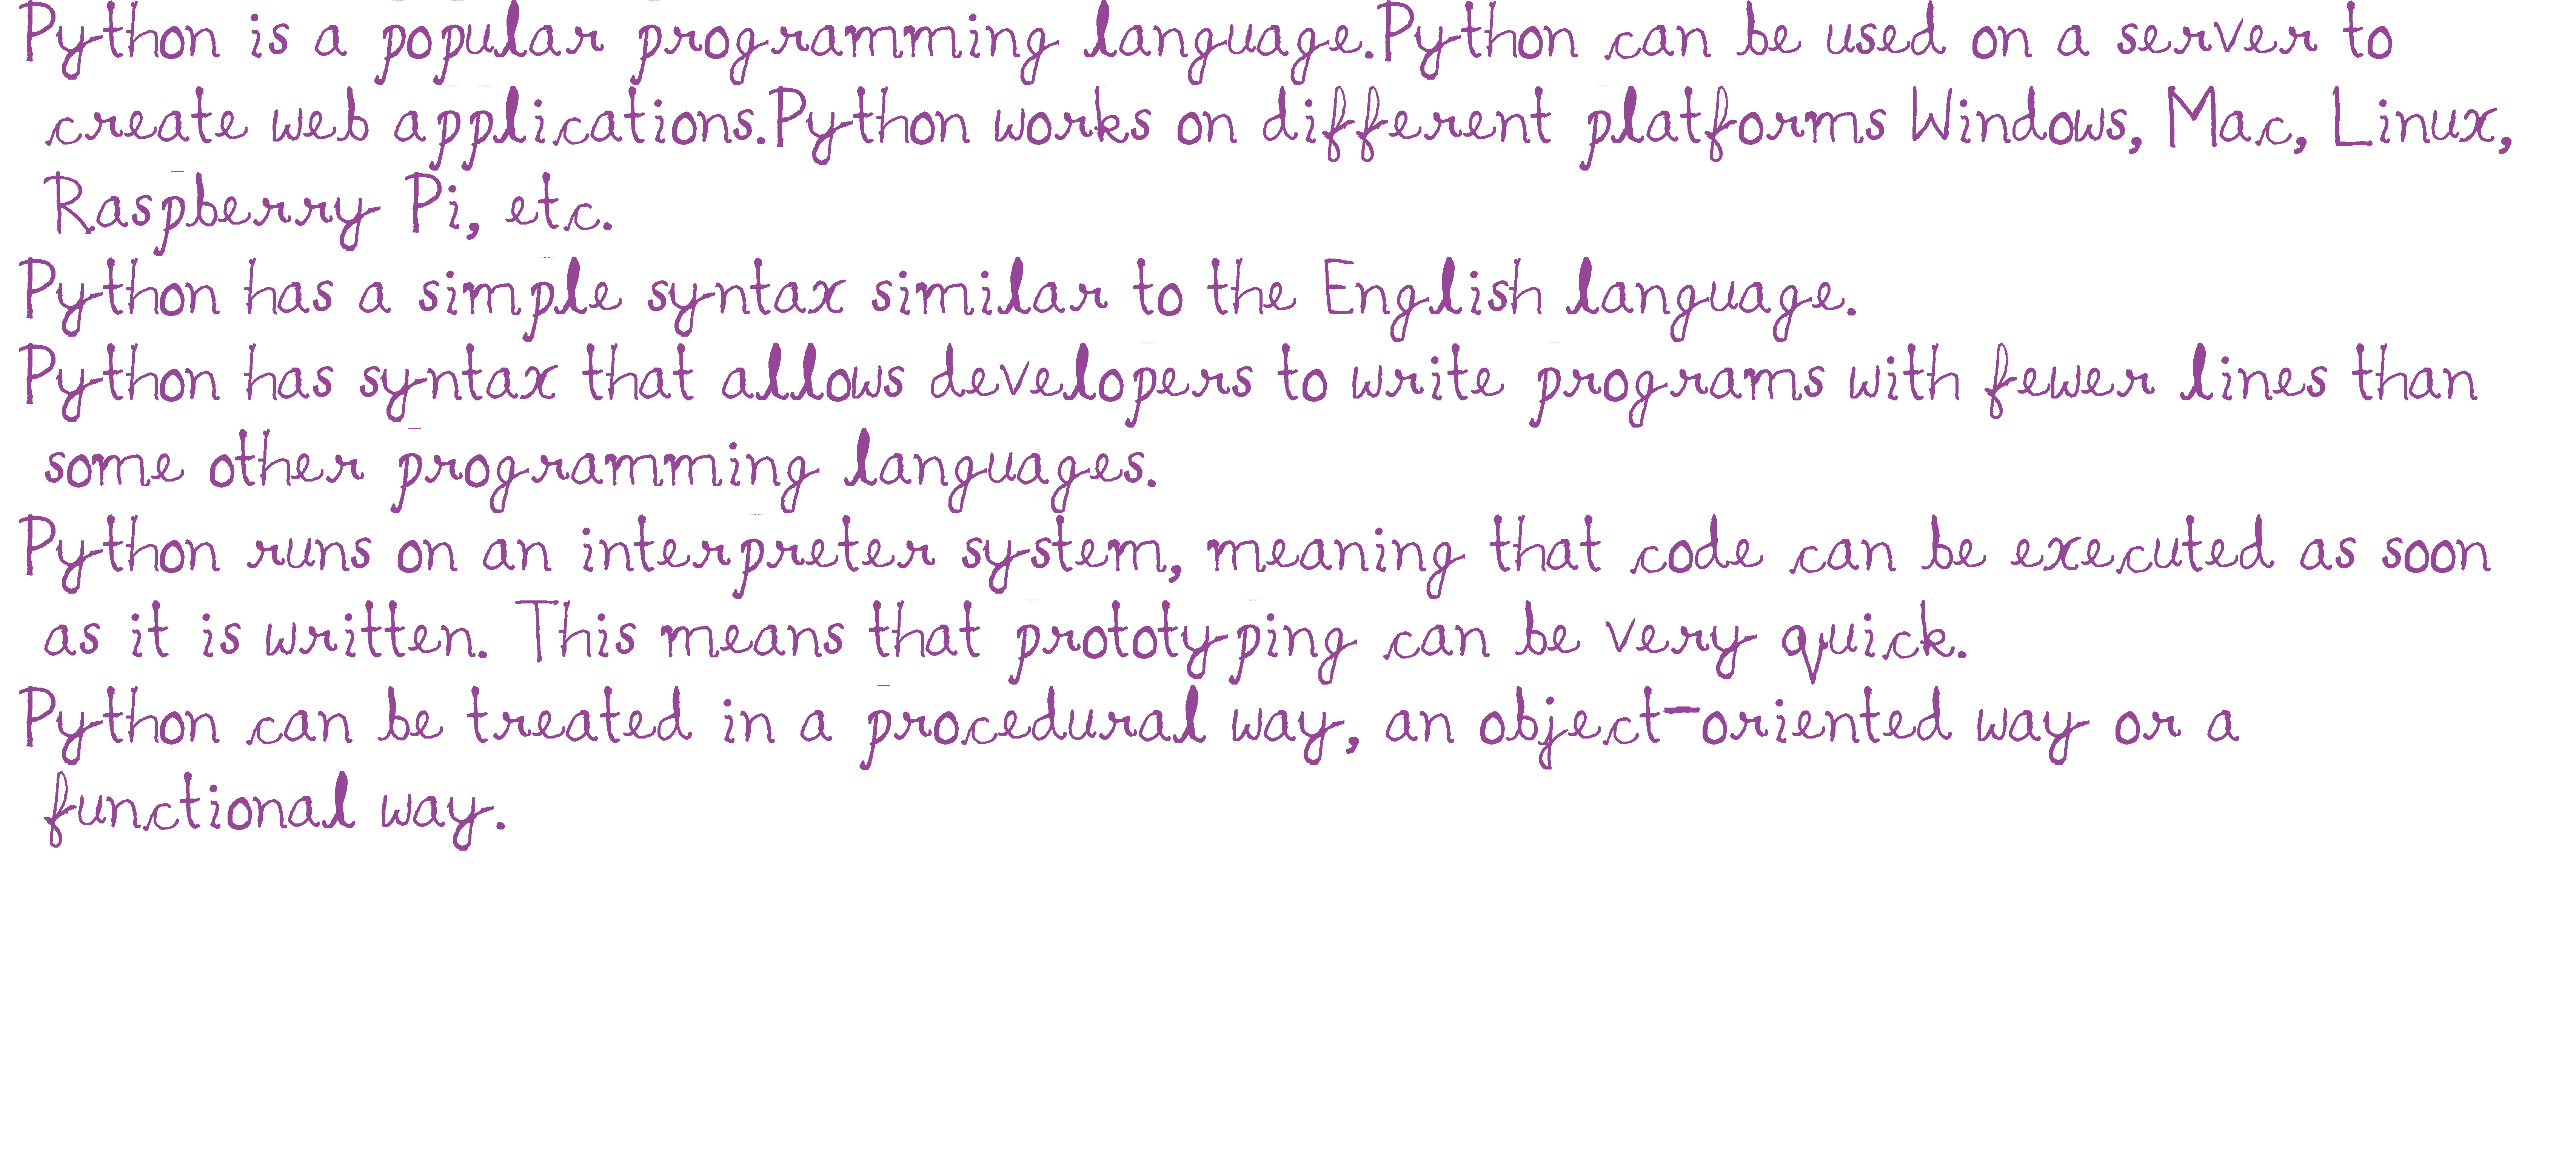 Python is a popular programming language.Python can be used on a server to
create web applications.Python works on different platforms Windows, Mac, Linux,
Raspberry Pi, etc.
Python has a simple syntax similar to the English language.
Python has syntax that allows developers to write programs with fewer lines than
some other programming languages.
Python runs on an interpreter system, meaning that code can be executed as soon
as it is written. This means that prototyping can be very quick.
Python can be treated in a procedural way, an object-oriented way or a
functional way.